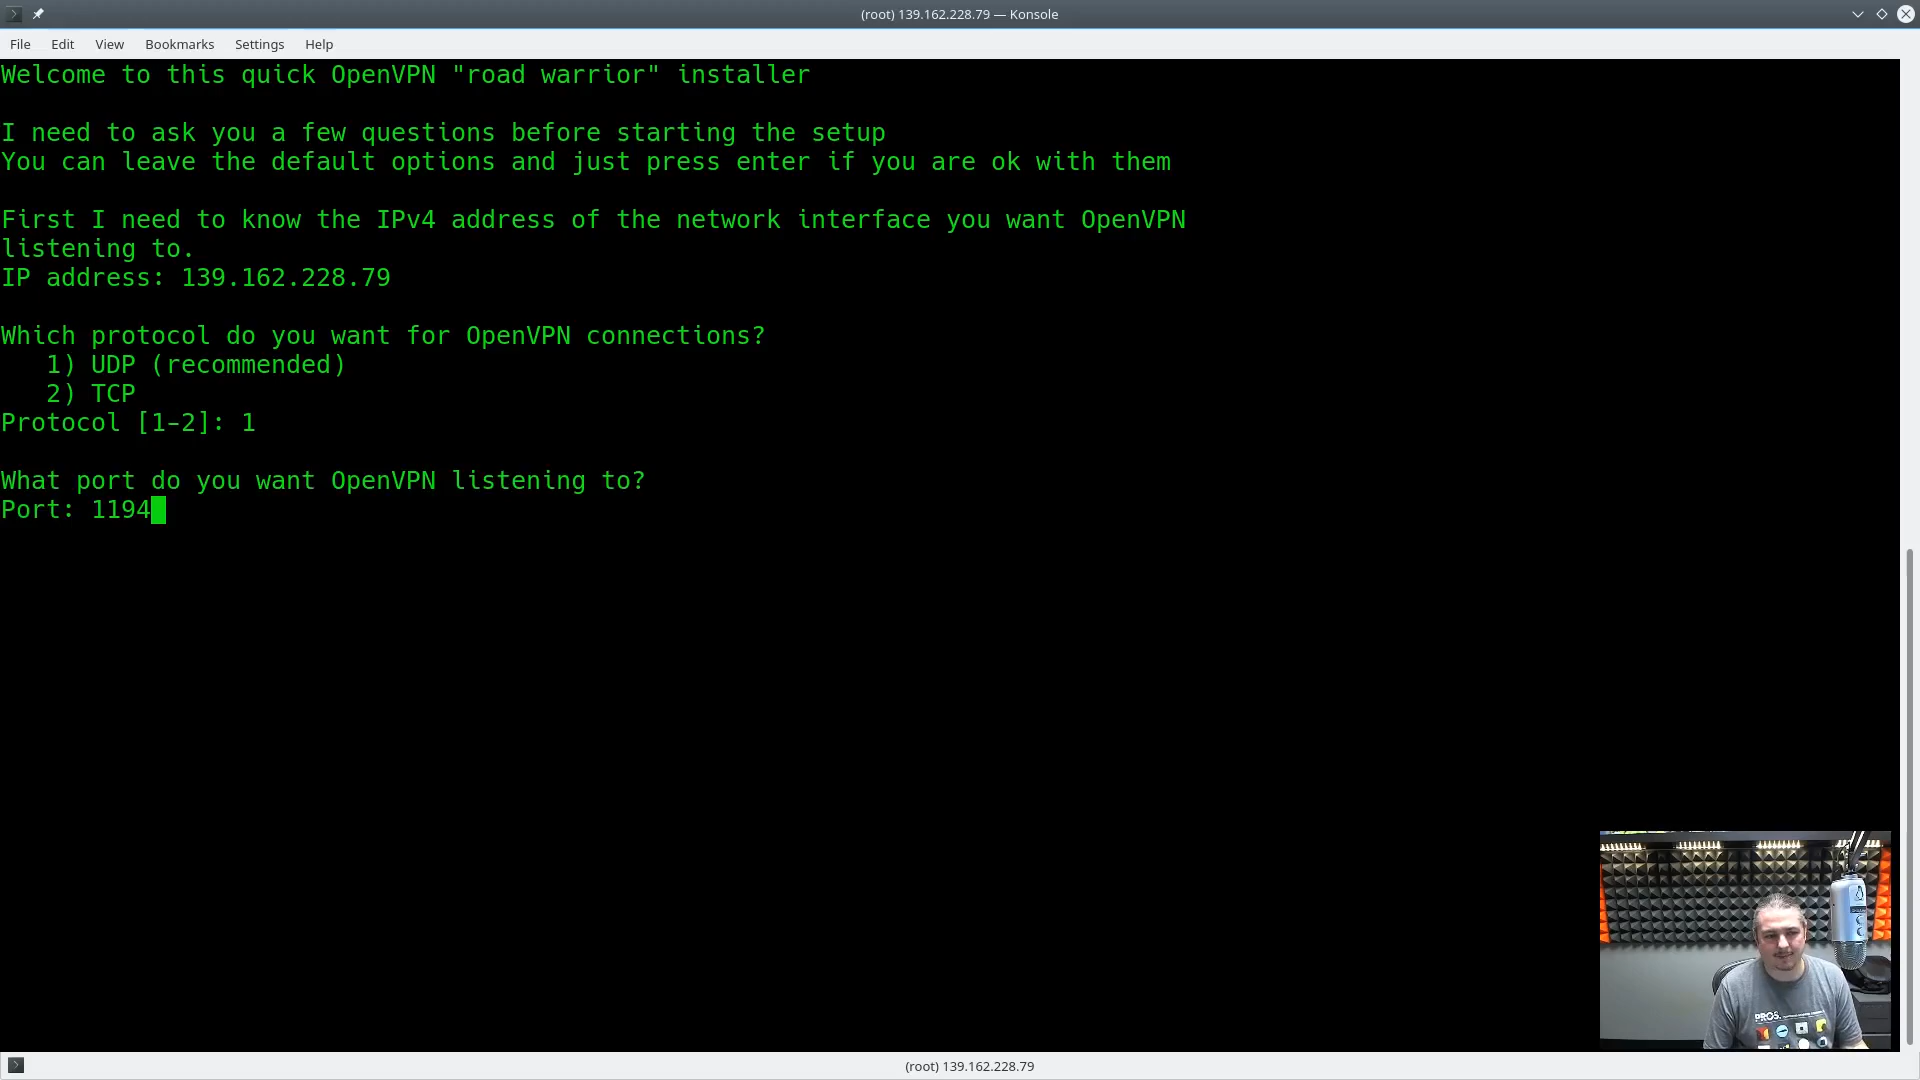 (root) 139.162.228.79 — Konsole
File Edit View Bookmarks Settings Help
Welcome to this quick OpenVPN "road warrior" installer
I need to ask you a few questions before starting the setup
You can leave the default options and just press enter if you are ok with them
First I need to know the IPv4 address of the network interface you want OpenVPN
listening to.
IP address: 139.162.228.79
Which protocol do you want for OpenVPN connections?
1) UDP (recommended)
2) TCP
Protocol [1-2]: 1
What port do you want OpenVPN listening to?
Port: 1194
PROS.
(root) 139.162.228.79